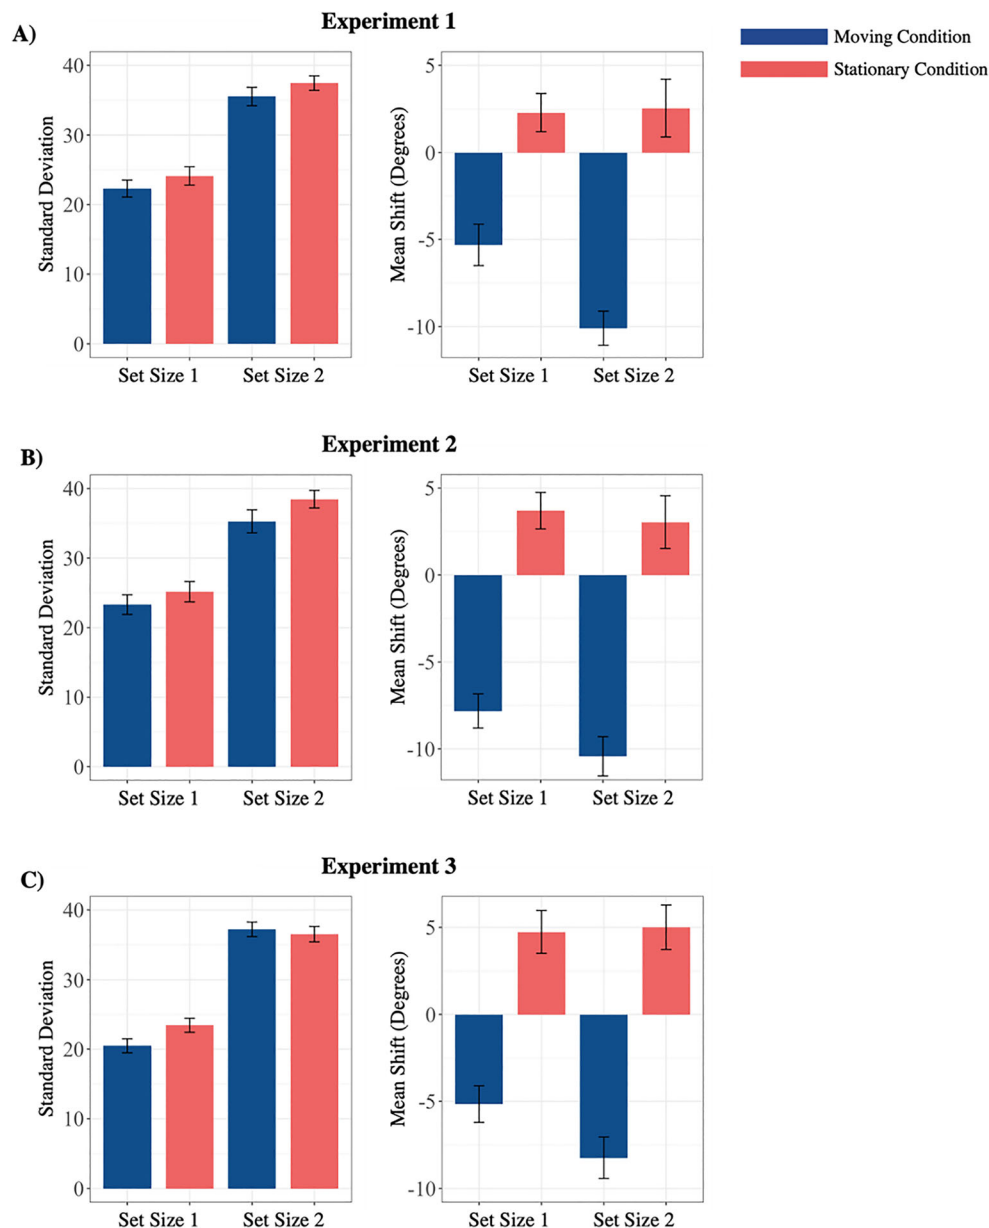 Experiment 1
A)
Moving Condition
Stationary Condition
Standard Deviation
40
30
20
10
0
Set Size 1 Set Size 2
Mean Shift (Degrees)
5
0
-5
-10
Set Size 1 Set Size 2
Experiment 2
B)
Standard Deviation
40
30
20
10
0
Set Size 1 Set Size 2
Mean Shift (Degrees)
5
0
-5
-10
Set Size 1 Set Size 2
Experiment 3
C)
Standard Deviation
40
30
20
10
0
Set Size 1 Set Size 2
Mean Shift (Degrees)
5
0
-5
-10
Set Size 1 Set Size 2